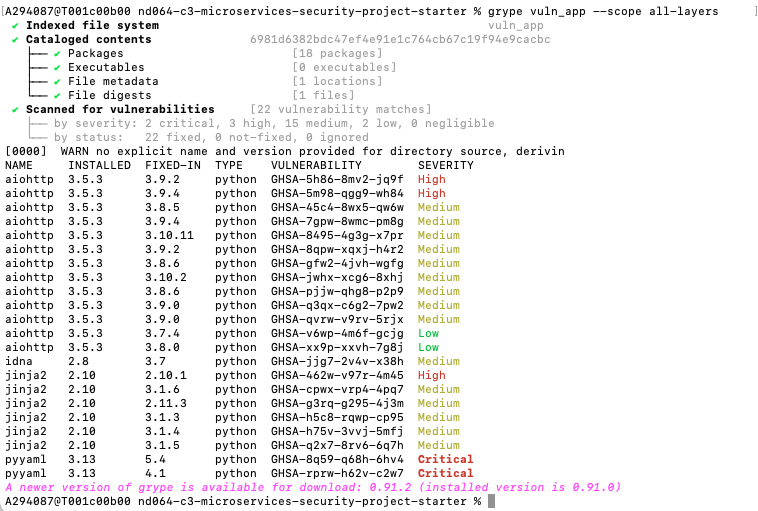 [A294087@T001c00b00 nd064-c3-microservices-security-project-starter % grype vuln_app --scope all-layers ]
✔ Indexed file system vuln_app
✔ Cataloged contents 6981d6382bdc47ef4e91e1c764cb67c19f94e9cacbc
├── ✔ Packages [18 packages]
├── ✔ Executables [0 executables]
├── ✔ File metadata [1 locations]
└── ✔ File digests [1 files]
✔ Scanned for vulnerabilities [22 vulnerability matches]
├── by severity: 2 critical, 3 high, 15 medium, 2 low, 0 negligible
└── by status: 22 fixed, 0 not-fixed, 0 ignored
[0000] WARN no explicit name and version provided for directory source, derivin
NAME INSTALLED FIXED-IN TYPE VULNERABILITY SEVERITY
aiohttp 3.5.3 3.9.2 python GHSA-5h86-8mv2-jq9f High
aiohttp 3.5.3 3.9.4 python GHSA-5m98-qgg9-wh84 High
aiohttp 3.5.3 3.8.5 python GHSA-45c4-8wx5-qw6w Medium
aiohttp 3.5.3 3.9.4 python GHSA-7gpw-8wmc-pm8g Medium
aiohttp 3.5.3 3.10.11 python GHSA-8495-4g3g-x7pr Medium
aiohttp 3.5.3 3.9.2 python GHSA-8qpw-xqxj-h4r2 Medium
aiohttp 3.5.3 3.8.6 python GHSA-gfw2-4jvh-wgfg Medium
aiohttp 3.5.3 3.10.2 python GHSA-jwhx-xcg6-8xhj Medium
aiohttp 3.5.3 3.8.6 python GHSA-pjjw-qhg8-p2p9 Medium
aiohttp 3.5.3 3.9.0 python GHSA-q3qx-c6g2-7pw2 Medium
aiohttp 3.5.3 3.9.0 python GHSA-qvrw-v9rv-5rjx Medium
aiohttp 3.5.3 3.7.4 python GHSA-v6wp-4m6f-gcjg Low
aiohttp 3.5.3 3.8.0 python GHSA-xx9p-xxvh-7g8j Low
idna 2.8 3.7 python GHSA-jjg7-2v4v-x38h Medium
jinja2 2.10 2.10.1 python GHSA-462w-v97r-4m45 High
jinja2 2.10 3.1.6 python GHSA-cpwx-vrp4-4pq7 Medium
jinja2 2.10 2.11.3 python GHSA-g3rq-g295-4j3m Medium
jinja2 2.10 3.1.3 python GHSA-h5c8-rqwp-cp95 Medium
jinja2 2.10 3.1.4 python GHSA-h75v-3vvj-5mfj Medium
jinja2 2.10 3.1.5 python GHSA-q2x7-8rv6-6q7h Medium
pyyaml 3.13 5.4 python GHSA-8q59-q68h-6hv4 Critical
pyyaml 3.13 4.1 python GHSA-rprw-h62v-c2w7 Critical
A newer version of grype is available for download: 0.91.2 (installed version is 0.91.0)
A294087@T001c00b00 nd064-c3-microservices-security-project-starter %